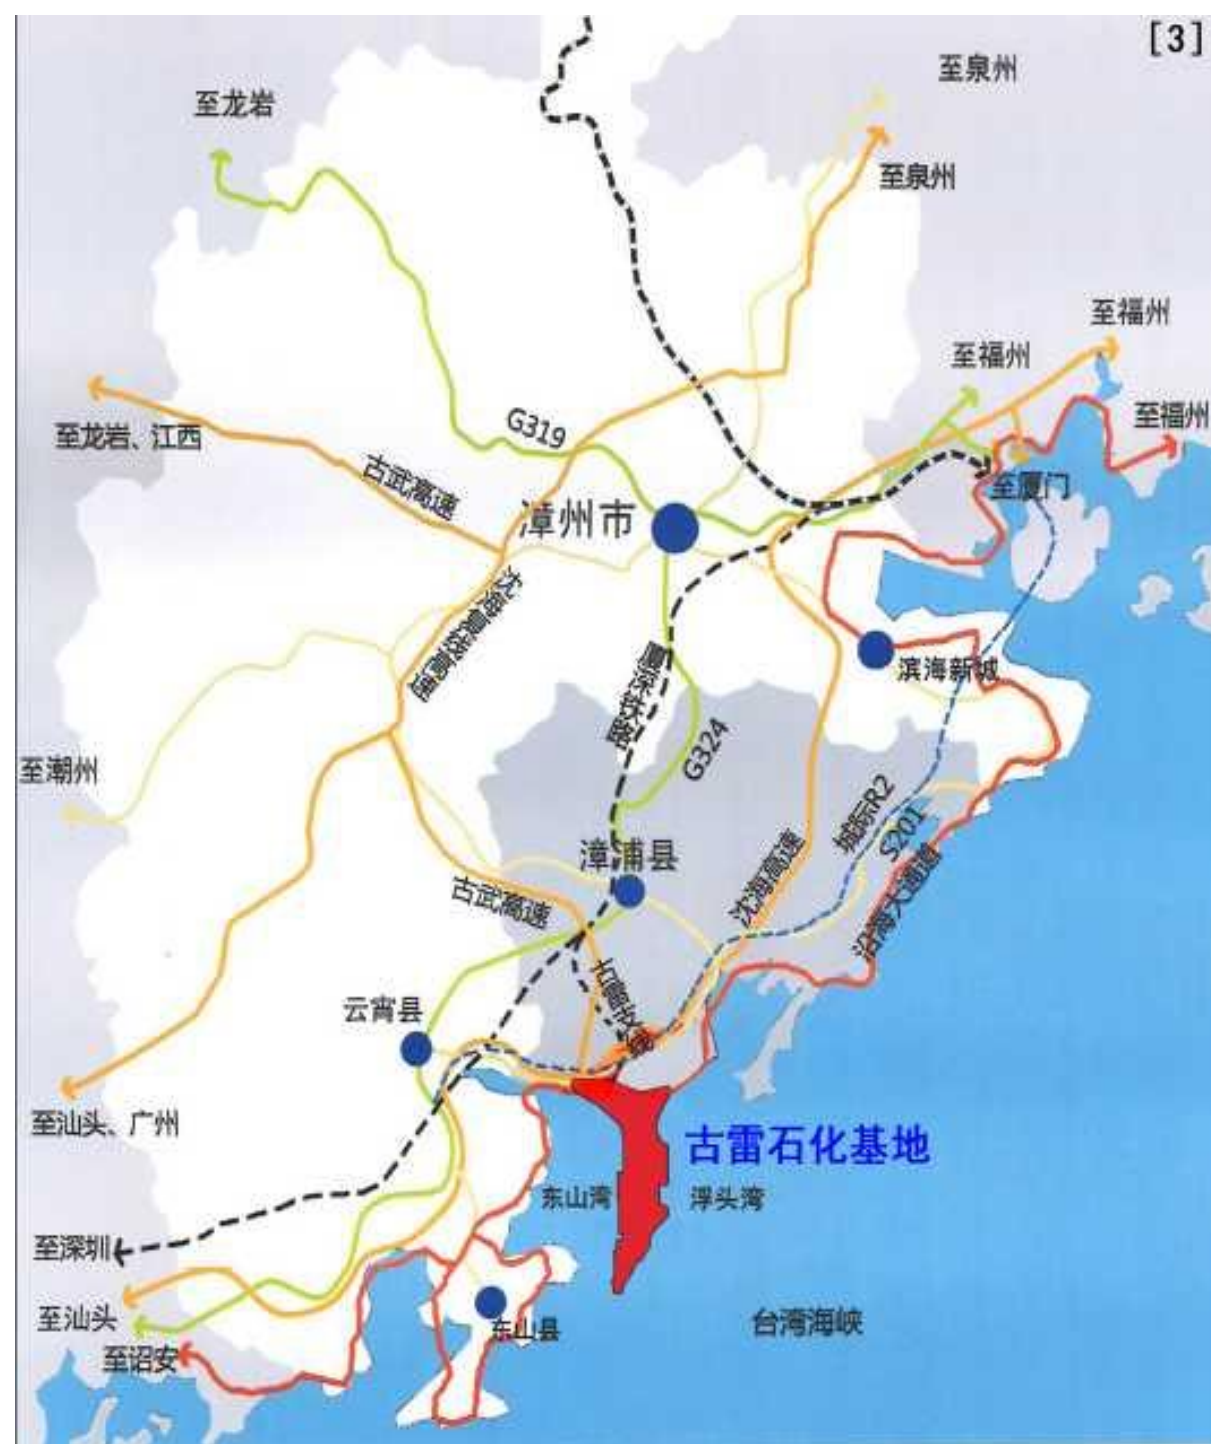 [3]
至泉州
至龙岩
至泉州
至福州
至福州
至福州
至龙岩、江西
G319
古武高速
至厦门
漳州市
沈海复线高速
厦深铁路
滨海新城
G324
至潮州
城际R2
S201
漳浦县
沈海高速
沿海大通道
古武高速
古雷支线
云霄县
至汕头、广州
古雷石化基地
东山湾
浮头湾
至深圳
至汕头
东山县
台湾海峡
至诏安